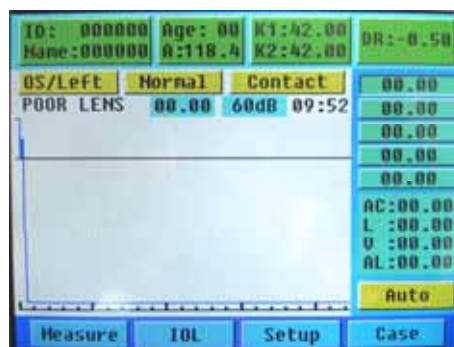 ID: 000000 Age: 00 K1:42.00 DR:-0.50
Name:000000 A:118.4 K2:42.00
OS/Left Normal Contact 00.00
POOR LENS 00.00 60dB 09:52 00.00
00.00
00.00
00.00
AC:00.00
L :00.00
V :00.00
AL:00.00
Auto
Measure IOL Setup Case